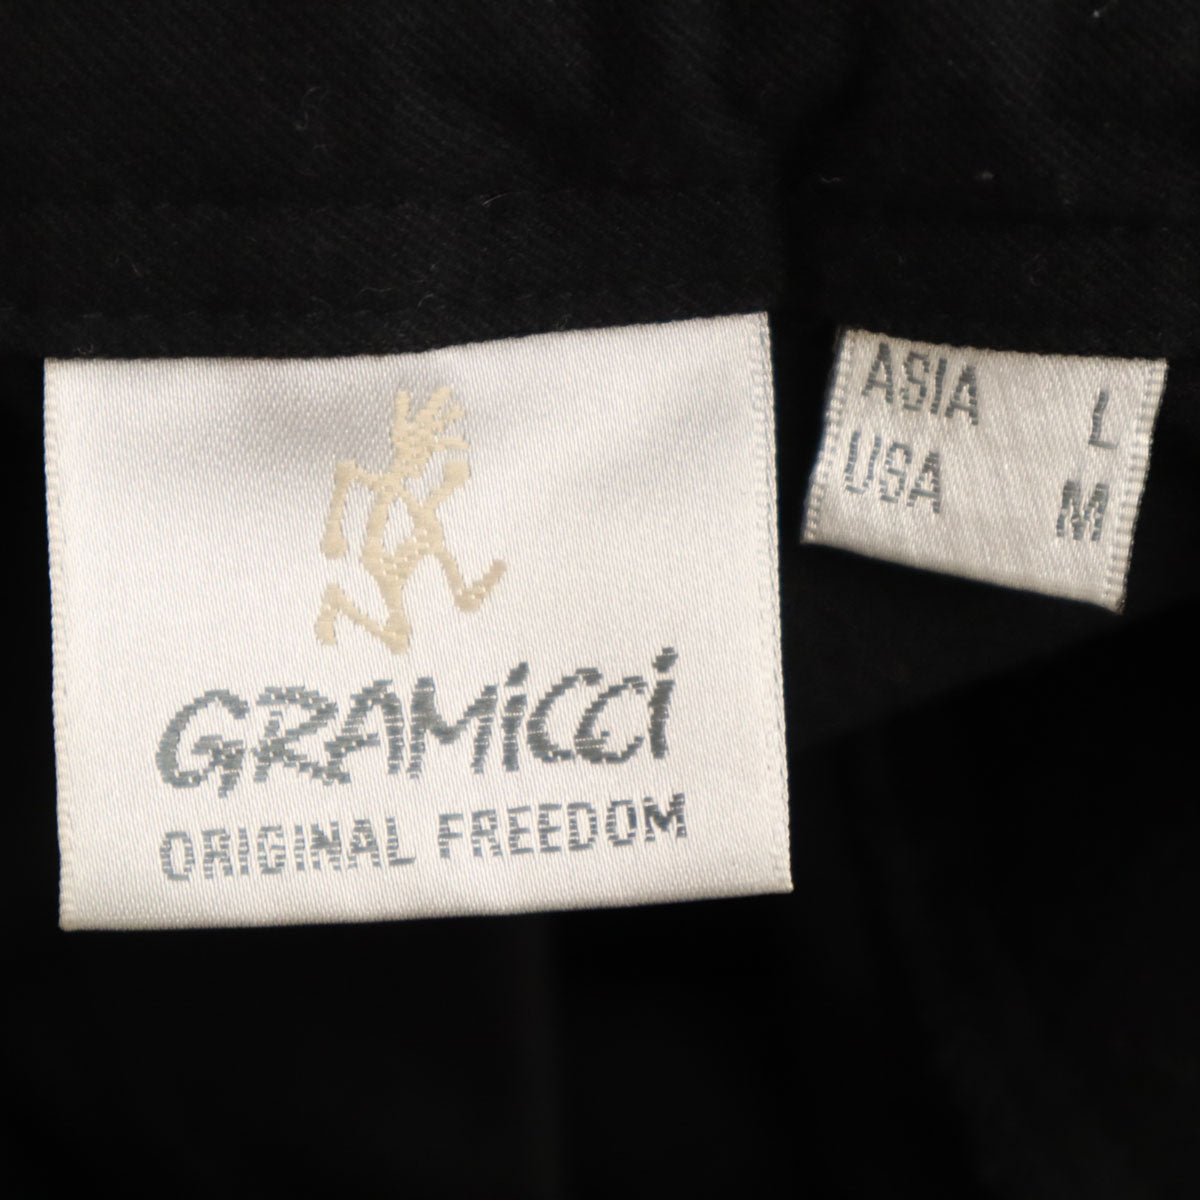 GRAMiCCi
ORIGINAL FREEDOM
ASIA L
USA M